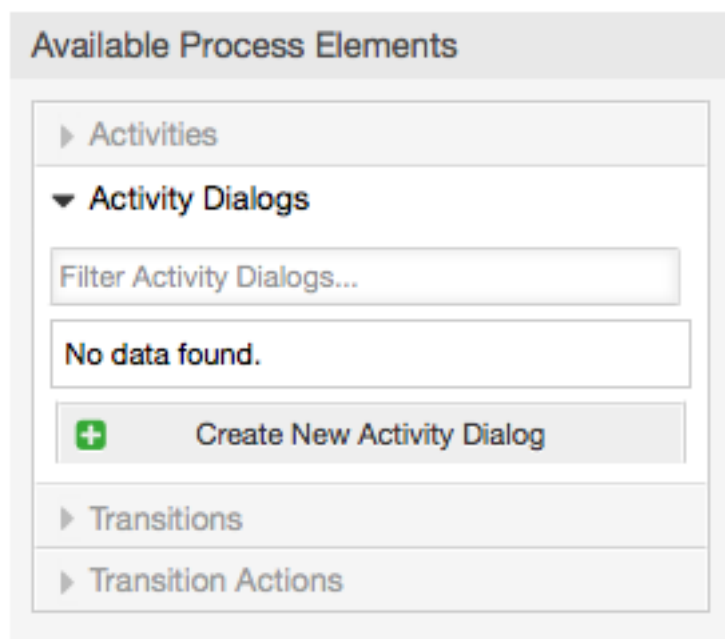 Available Process Elements
Activities
Activity Dialogs
Filter Activity Dialogs...
No data found.
Create New Activity Dialog
Transitions
Transition Actions